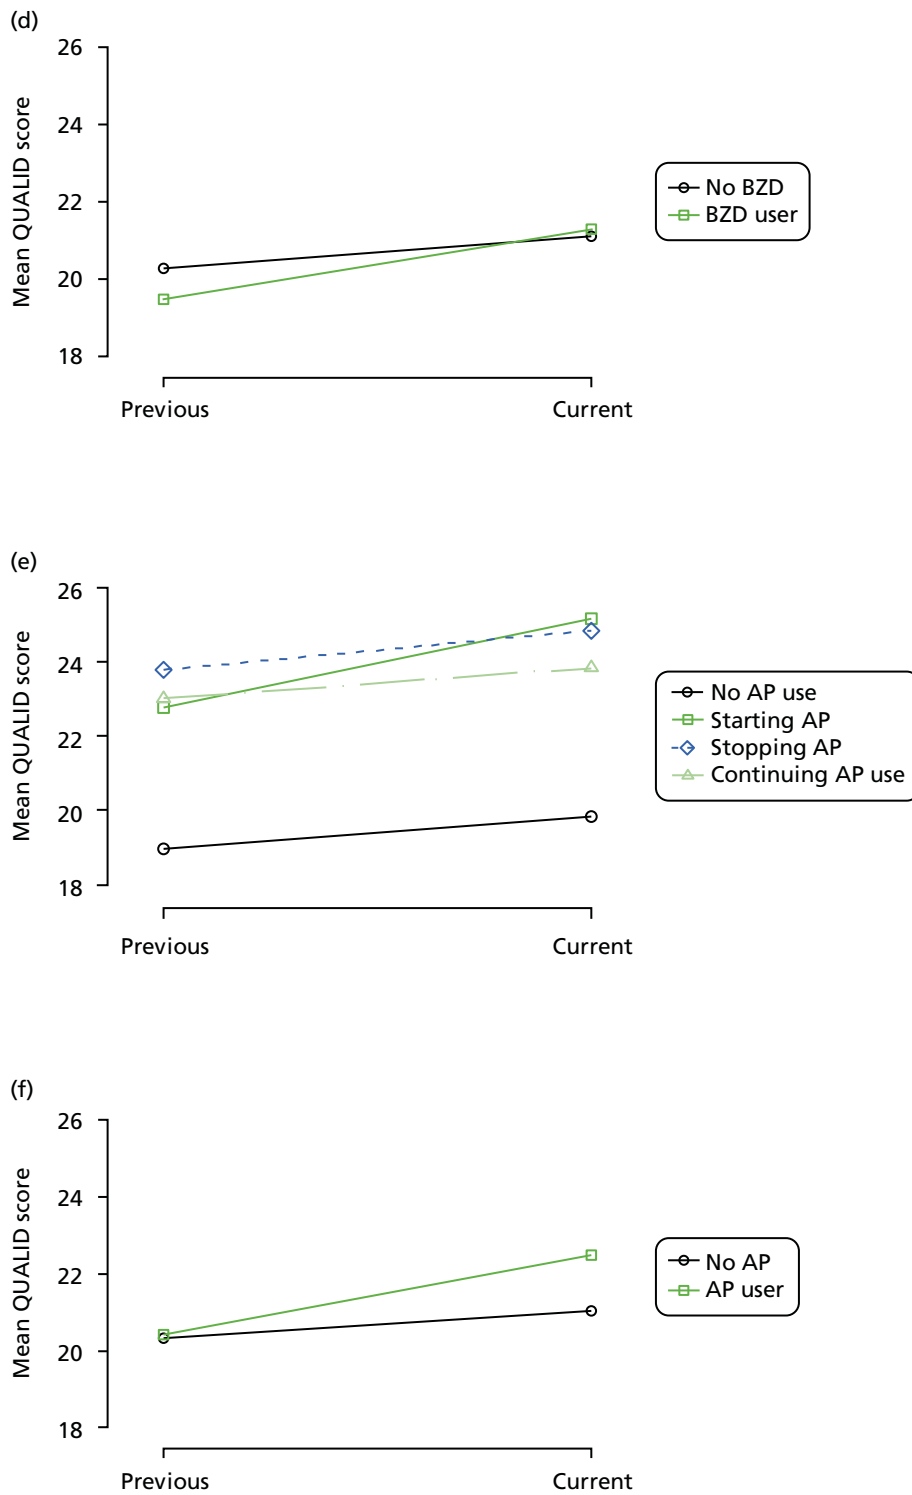 (d)
26
24
22
20
18
Mean QUALID score
Previous
Current
No BZD
BZD user
(e)
26
24
22
20
18
Mean QUALID score
Previous
Current
No AP use
Starting AP
Stopping AP
Continuing AP use
(f)
26
24
22
20
18
Mean QUALID score
Previous
Current
No AP
AP user